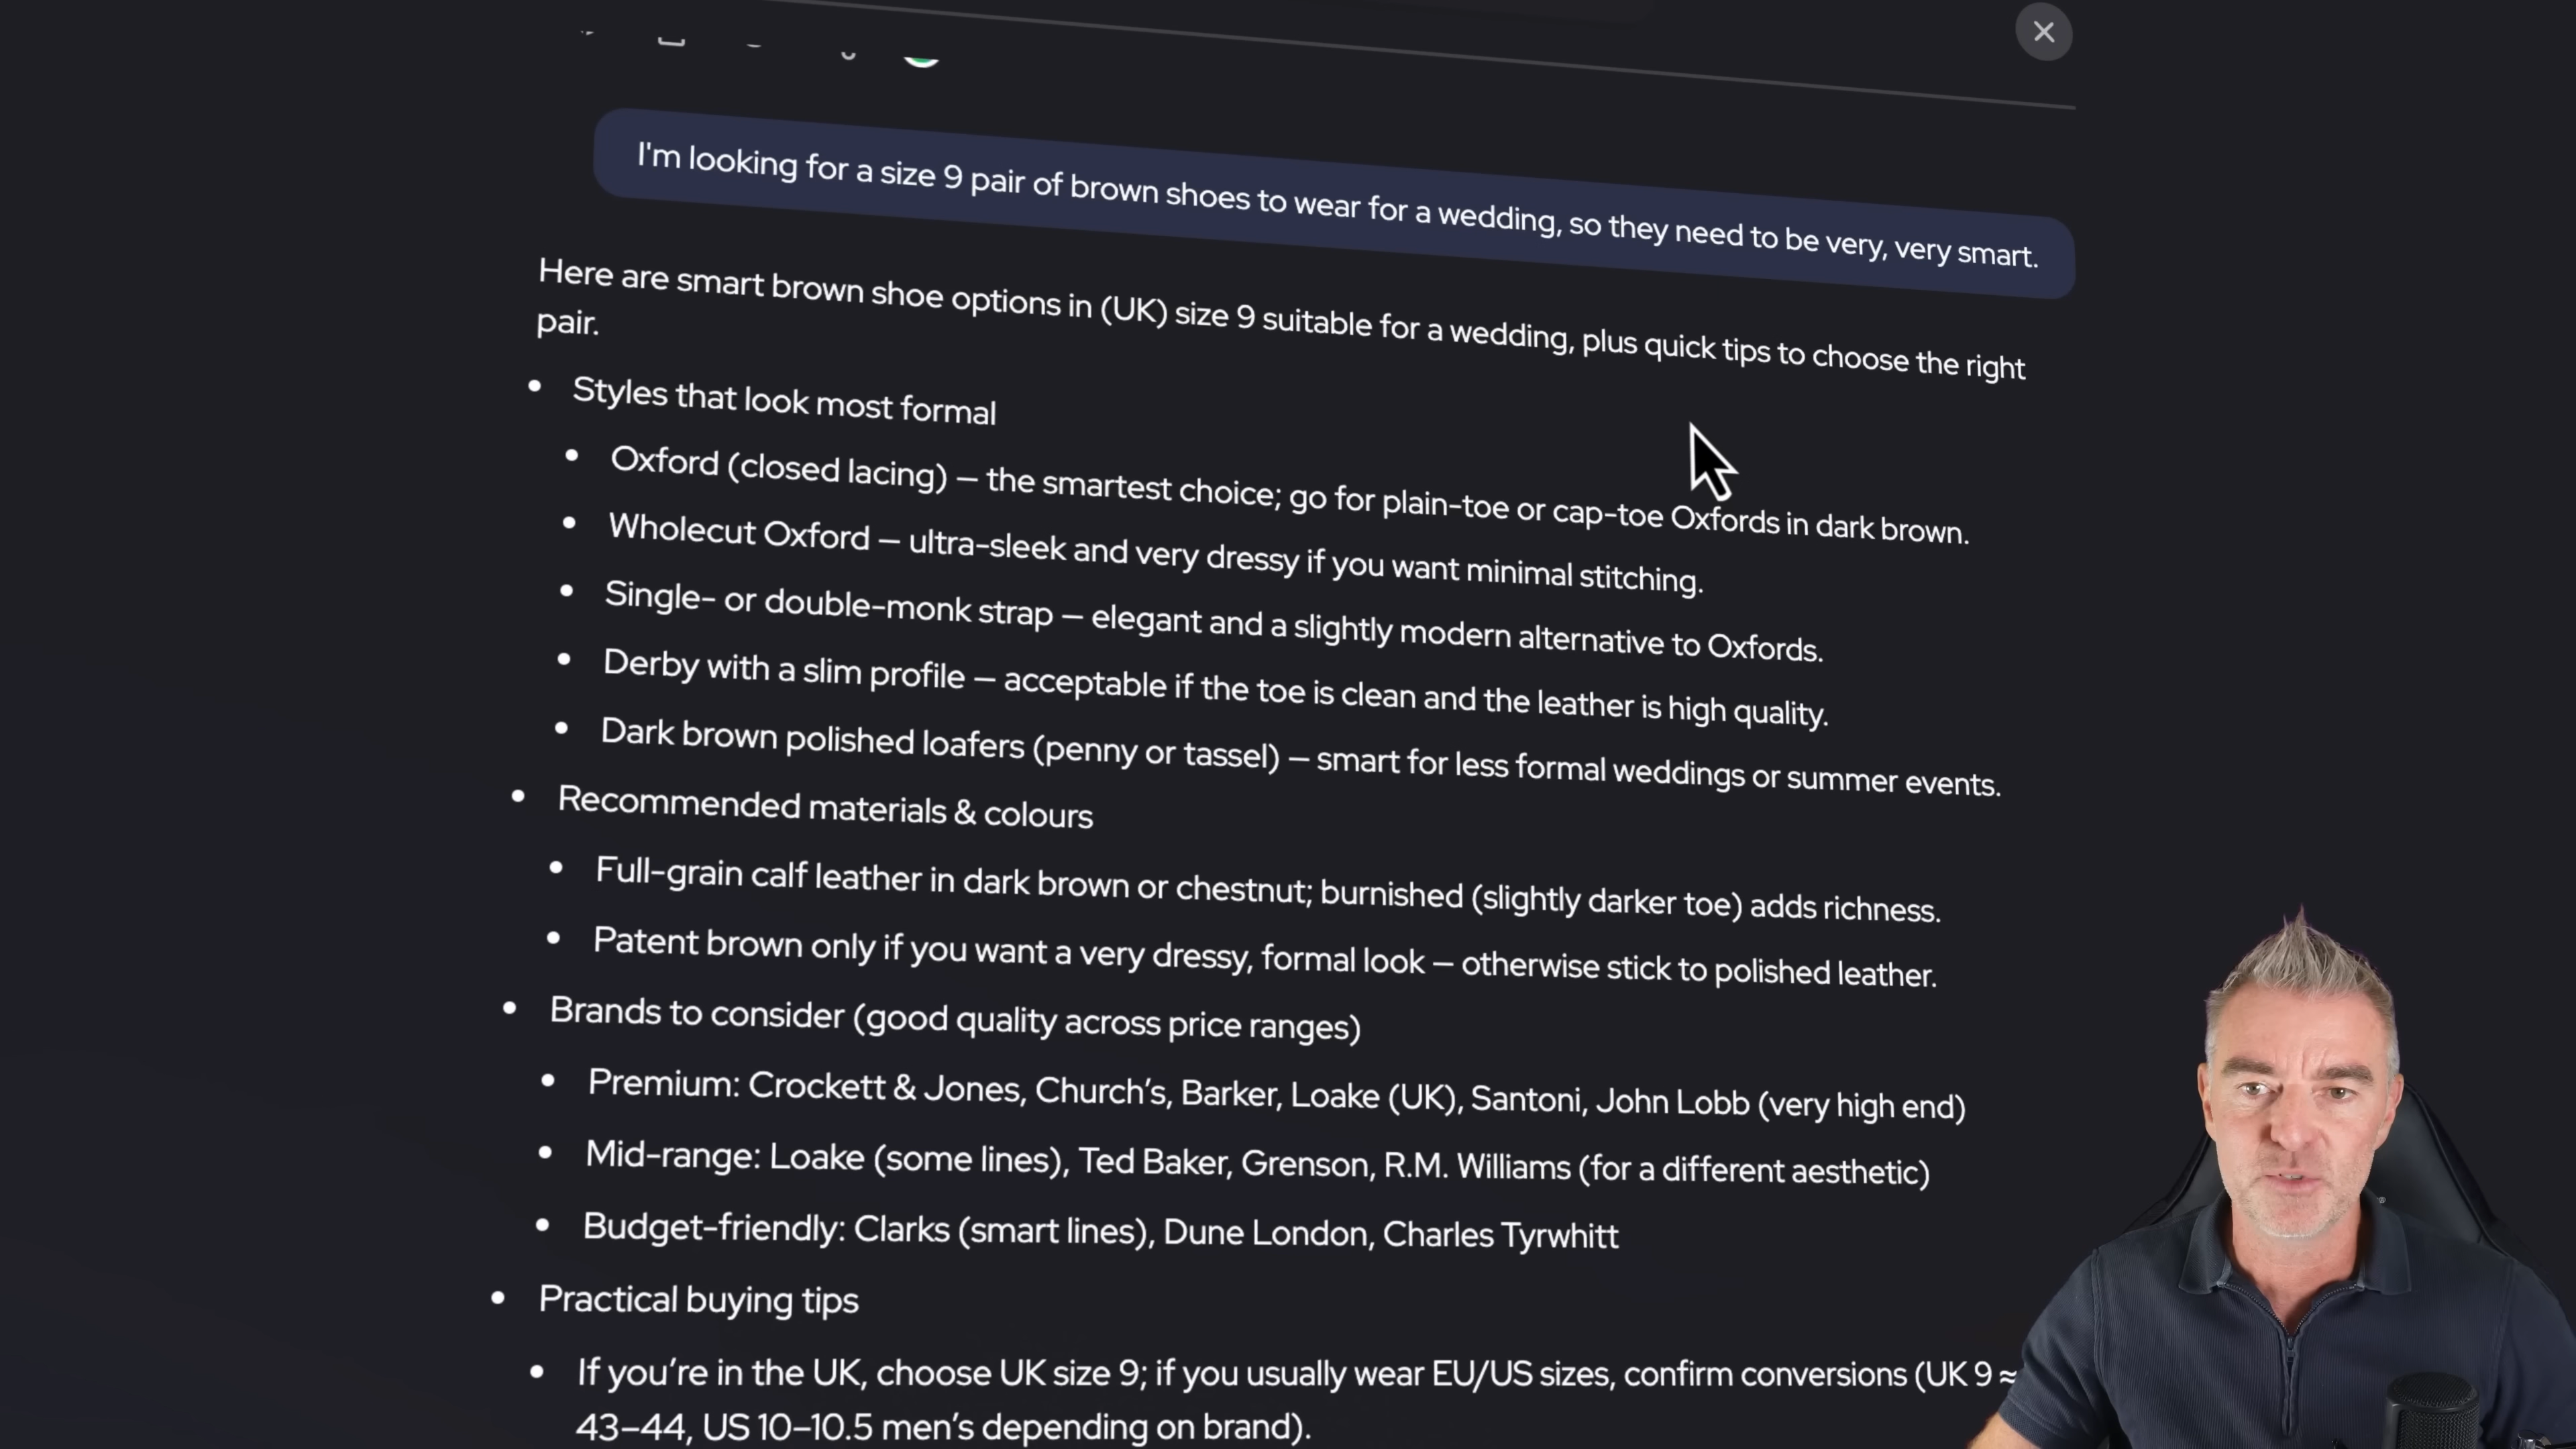 I'm looking for a size 9 pair of brown shoes to wear for a wedding, so they need to be very, very smart.
Here are smart brown shoe options in (UK) size 9 suitable for a wedding, plus quick tips to choose the right
pair.
• Styles that look most formal
• Oxford (closed lacing) – the smartest choice; go for plain-toe or cap-toe Oxfords in dark brown.
• Wholecut Oxford – ultra-sleek and very dressy if you want minimal stitching.
• Single- or double-monk strap – elegant and a slightly modern alternative to Oxfords.
• Derby with a slim profile – acceptable if the toe is clean and the leather is high quality.
• Dark brown polished loafers (penny or tassel) – smart for less formal weddings or summer events.
• Recommended materials & colours
• Full-grain calf leather in dark brown or chestnut; burnished (slightly darker toe) adds richness.
• Patent brown only if you want a very dressy, formal look – otherwise stick to polished leather.
• Brands to consider (good quality across price ranges)
• Premium: Crockett & Jones, Church’s, Barker, Loake (UK), Santoni, John Lobb (very high end)
• Mid-range: Loake (some lines), Ted Baker, Grenson, R.M. Williams (for a different aesthetic)
• Budget-friendly: Clarks (smart lines), Dune London, Charles Tyrwhitt
• Practical buying tips
• If you’re in the UK, choose UK size 9; if you usually wear EU/US sizes, confirm conversions (UK 9 ≈
43–44, US 10–10.5 men’s depending on brand).